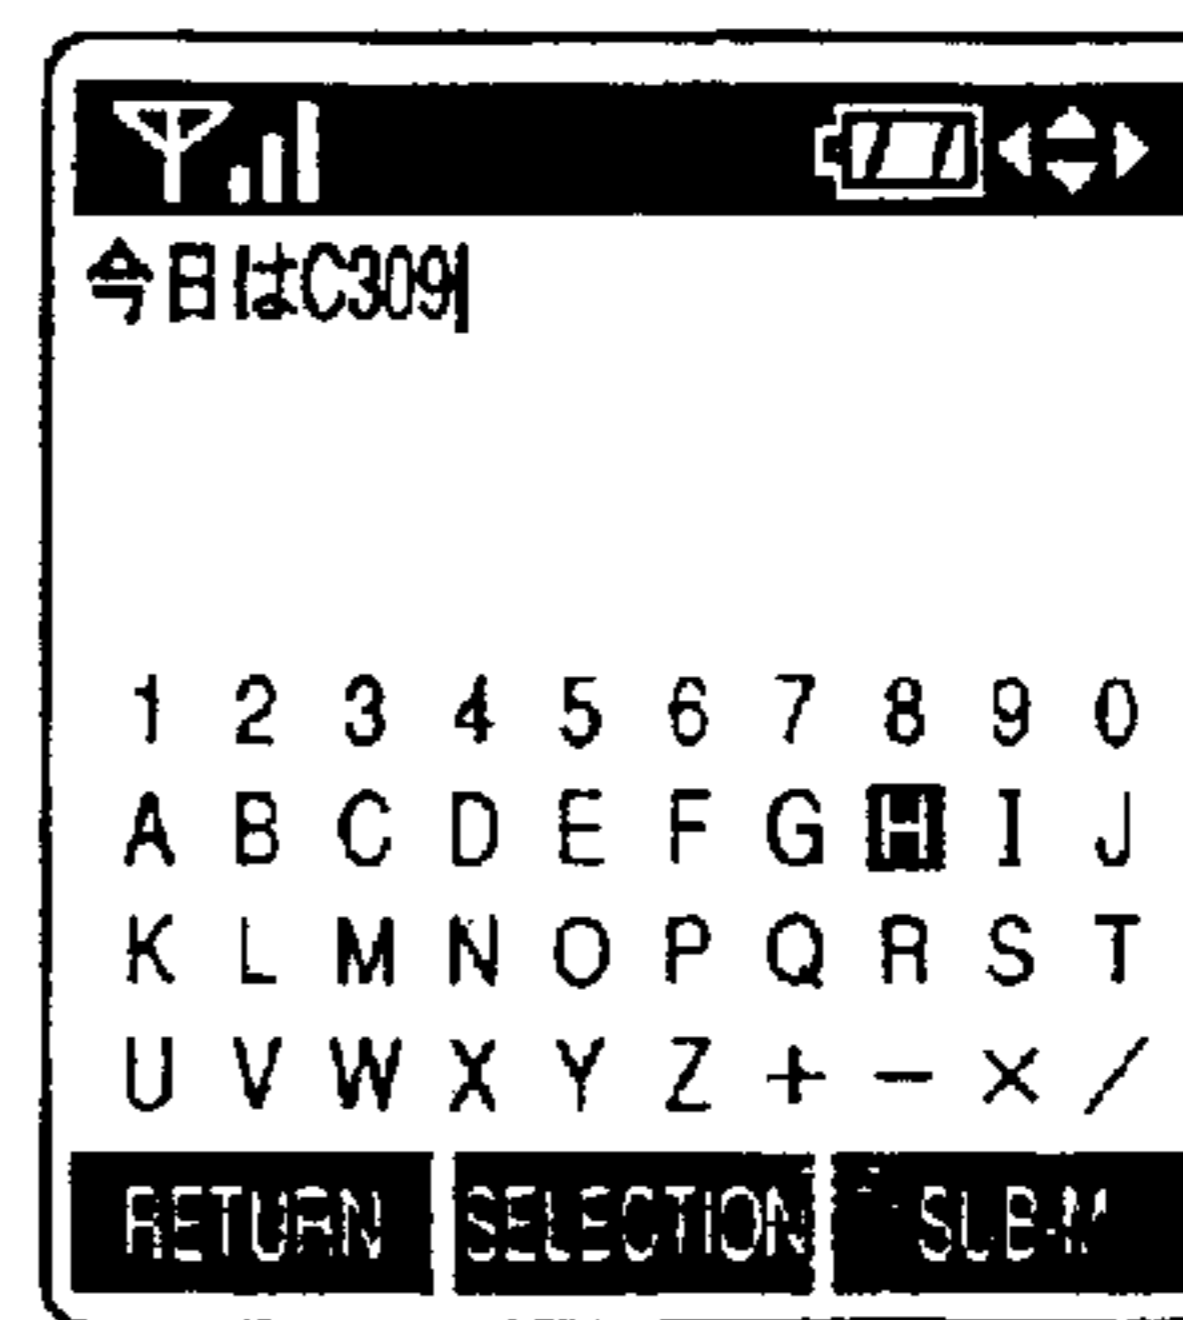 今日はC309
1 2 3 4 5 6 7 8 9 0
A B C D E F G H I J
K L M N O P Q R S T
U V W X Y Z + − × /
RETURN SELECTION SUB-M